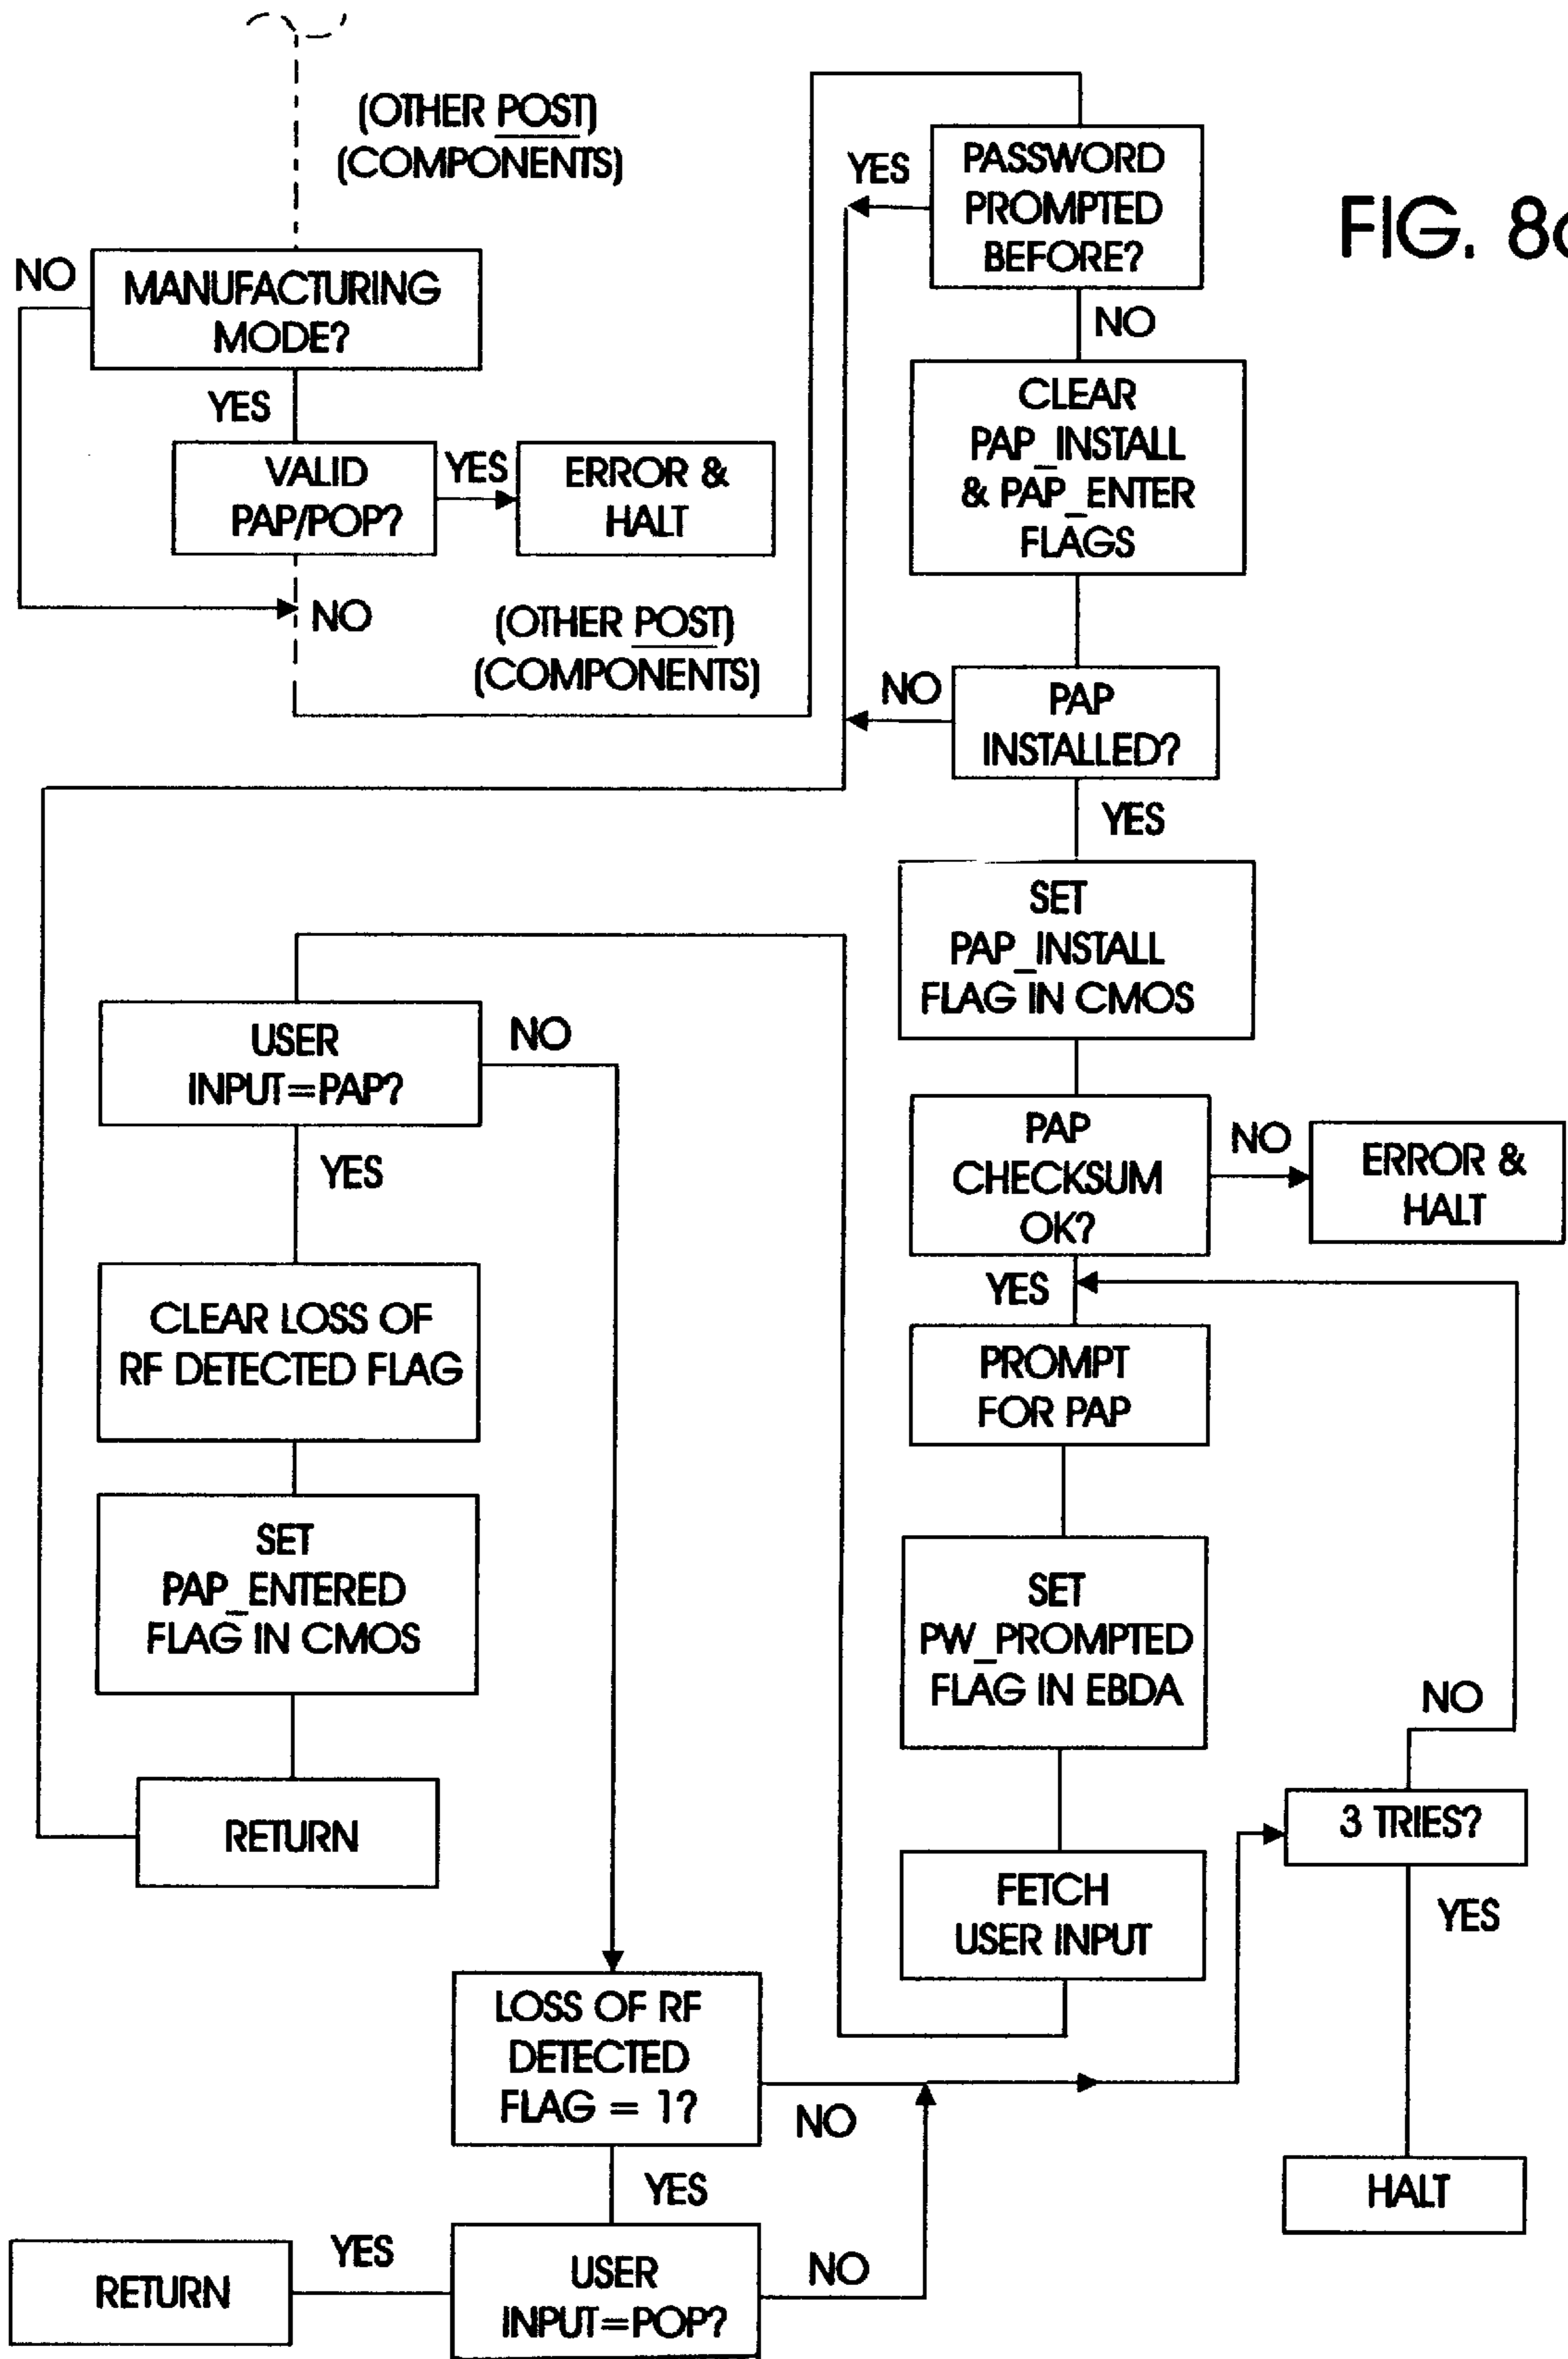 (OTHER POST)
(COMPONENTS)
NO
MANUFACTURING
MODE?
YES
VALID
PAP/POP?
YES
ERROR &
HALT
NO
(OTHER POST)
(COMPONENTS)
YES
PASSWORD
PROMPTED
BEFORE?
FIG. 8
NO
CLEAR
PAP_INSTALL
& PAP_ENTER
FLAGS
NO
PAP
INSTALLED?
YES
SET
PAP_INSTALL
FLAG IN CMOS
PAP
CHECKSUM
OK?
NO
ERROR &
HALT
YES
PROMPT
FOR PAP
SET
PW_PROMPTED
FLAG IN EBDA
FETCH
USER INPUT
USER
INPUT=PAP?
NO
YES
CLEAR LOSS OF
RF DETECTED FLAG
SET
PAP_ENTERED
FLAG IN CMOS
RETURN
LOSS OF RF
DETECTED
FLAG = 1?
NO
YES
USER
INPUT=POP?
YES
RETURN
NO
NO
3 TRIES?
YES
HALT